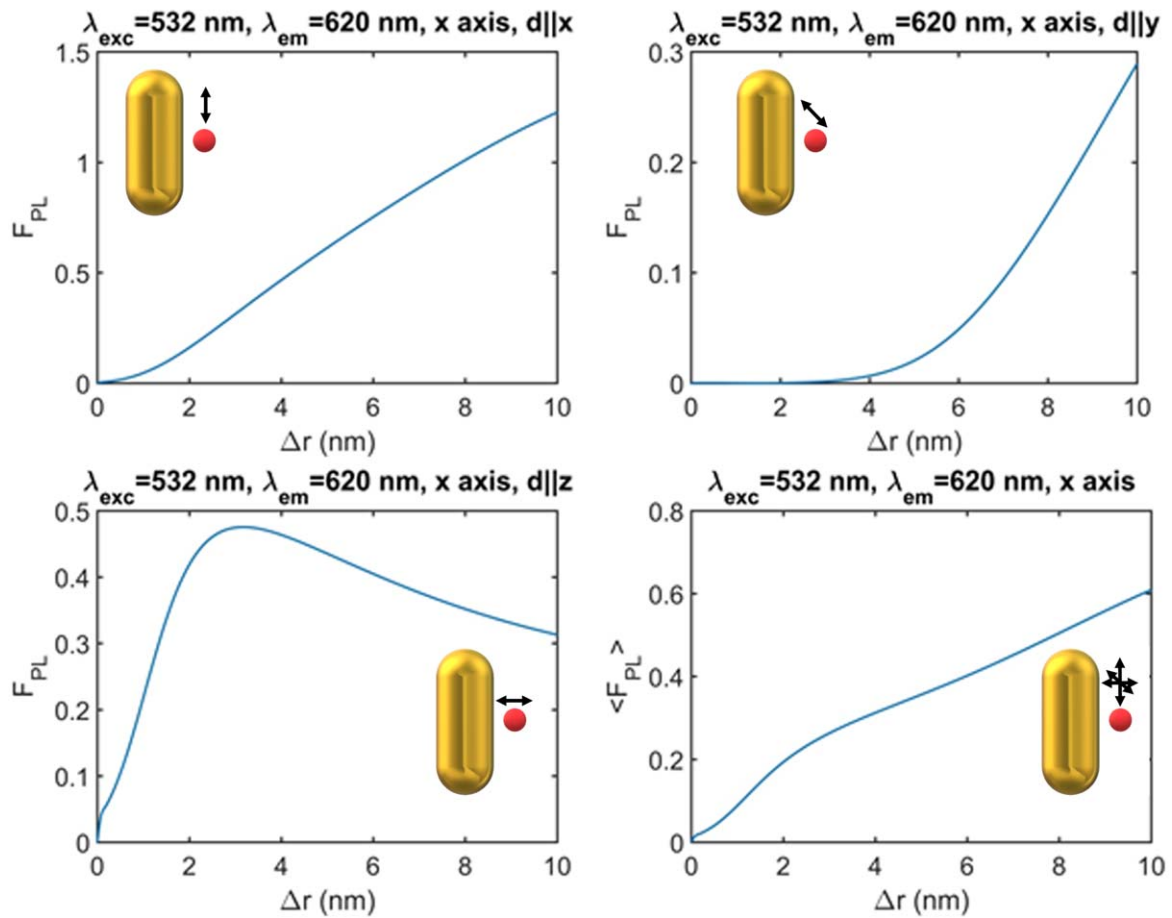 λexc=532 nm, λem=620 nm, x axis, d||x
1.5
1
0.5
0
FPL
0 2 4 6 8 10
Δr (nm)
λexc=532 nm, λem=620 nm, x axis, d||y
0.3
0.2
0.1
0
FPL
0 2 4 6 8 10
Δr (nm)
λexc=532 nm, λem=620 nm, x axis, d||z
0.5
0.4
0.3
0.2
0.1
0
FPL
0 2 4 6 8 10
Δr (nm)
λexc=532 nm, λem=620 nm, x axis
0.8
0.6
0.4
0.2
0
<FPL>
0 2 4 6 8 10
Δr (nm)